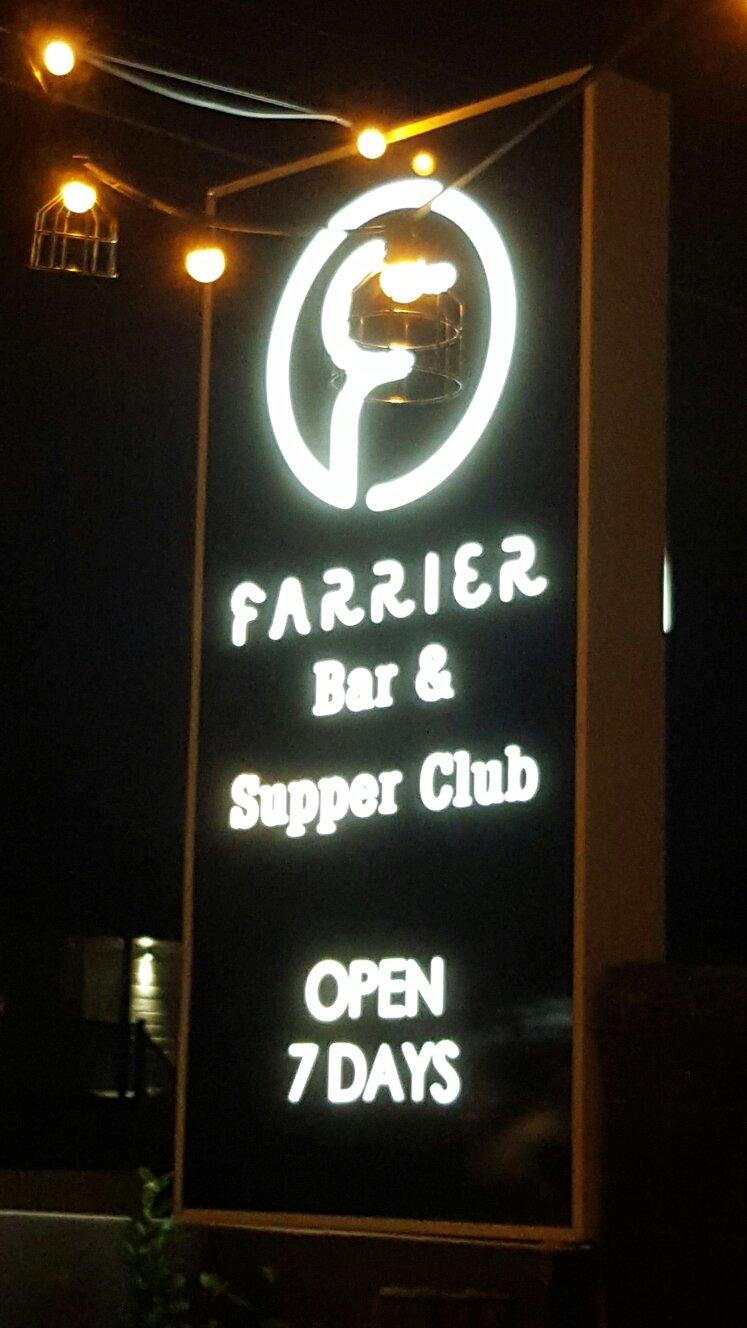 F
FARRIER
Bar &
Supper Club
OPEN
7 DAYS